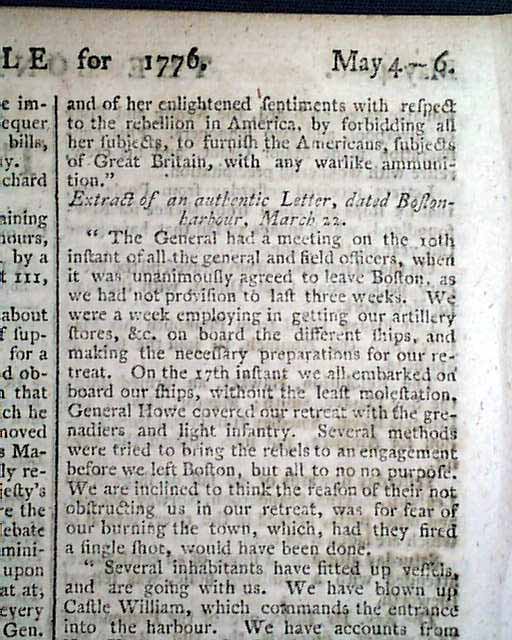 LE for 1776. May 4—6.
e im-
equer
bills,
y.
chard
aining
hours,
by a
t III,
about
f sup-
for a
d ob-
n that
ch he
moved
s Ma-
ly re-
jesty's
re the
debate
mini-
upon
at at,
every
Gen.
and of her enlightened ſentiments with reſpect
to the rebellion in America, by forbidding all
her ſubjects, to furniſh the Americans, ſubjects
of Great Britain, with any warlike ammuni-
tion."
Extract of an authentic Letter, dated Boſton-
harbour, March 22.
" The General had a meeting on the 10th
inſtant of all the general and field officers, when
it was unanimouſly agreed to leave Boſton, as
we had not proviſion to laſt three weeks. We
were a week employing in getting our artillery
ſtores, &c. on board the different ſhips, and
making the neceſſary preparations for our re-
treat. On the 17th inſtant we all embarked on
board our ſhips, without the leaſt moleſtation.
General Howe covered our retreat with the gre-
nadiers and light infantry. Several methods
were tried to bring the rebels to an engagement
before we left Boſton, but all to no no purpoſe.
We are inclined to think the reaſon of their not
obſtructing us in our retreat, was for fear of
our burning the town, which, had they fired
a ſingle ſhot, would have been done.
" Several inhabitants have fitted up veſſels,
and are going with us. We have blown up
Caſtle William, which commands the entrance
into the harbour. We have accounts from